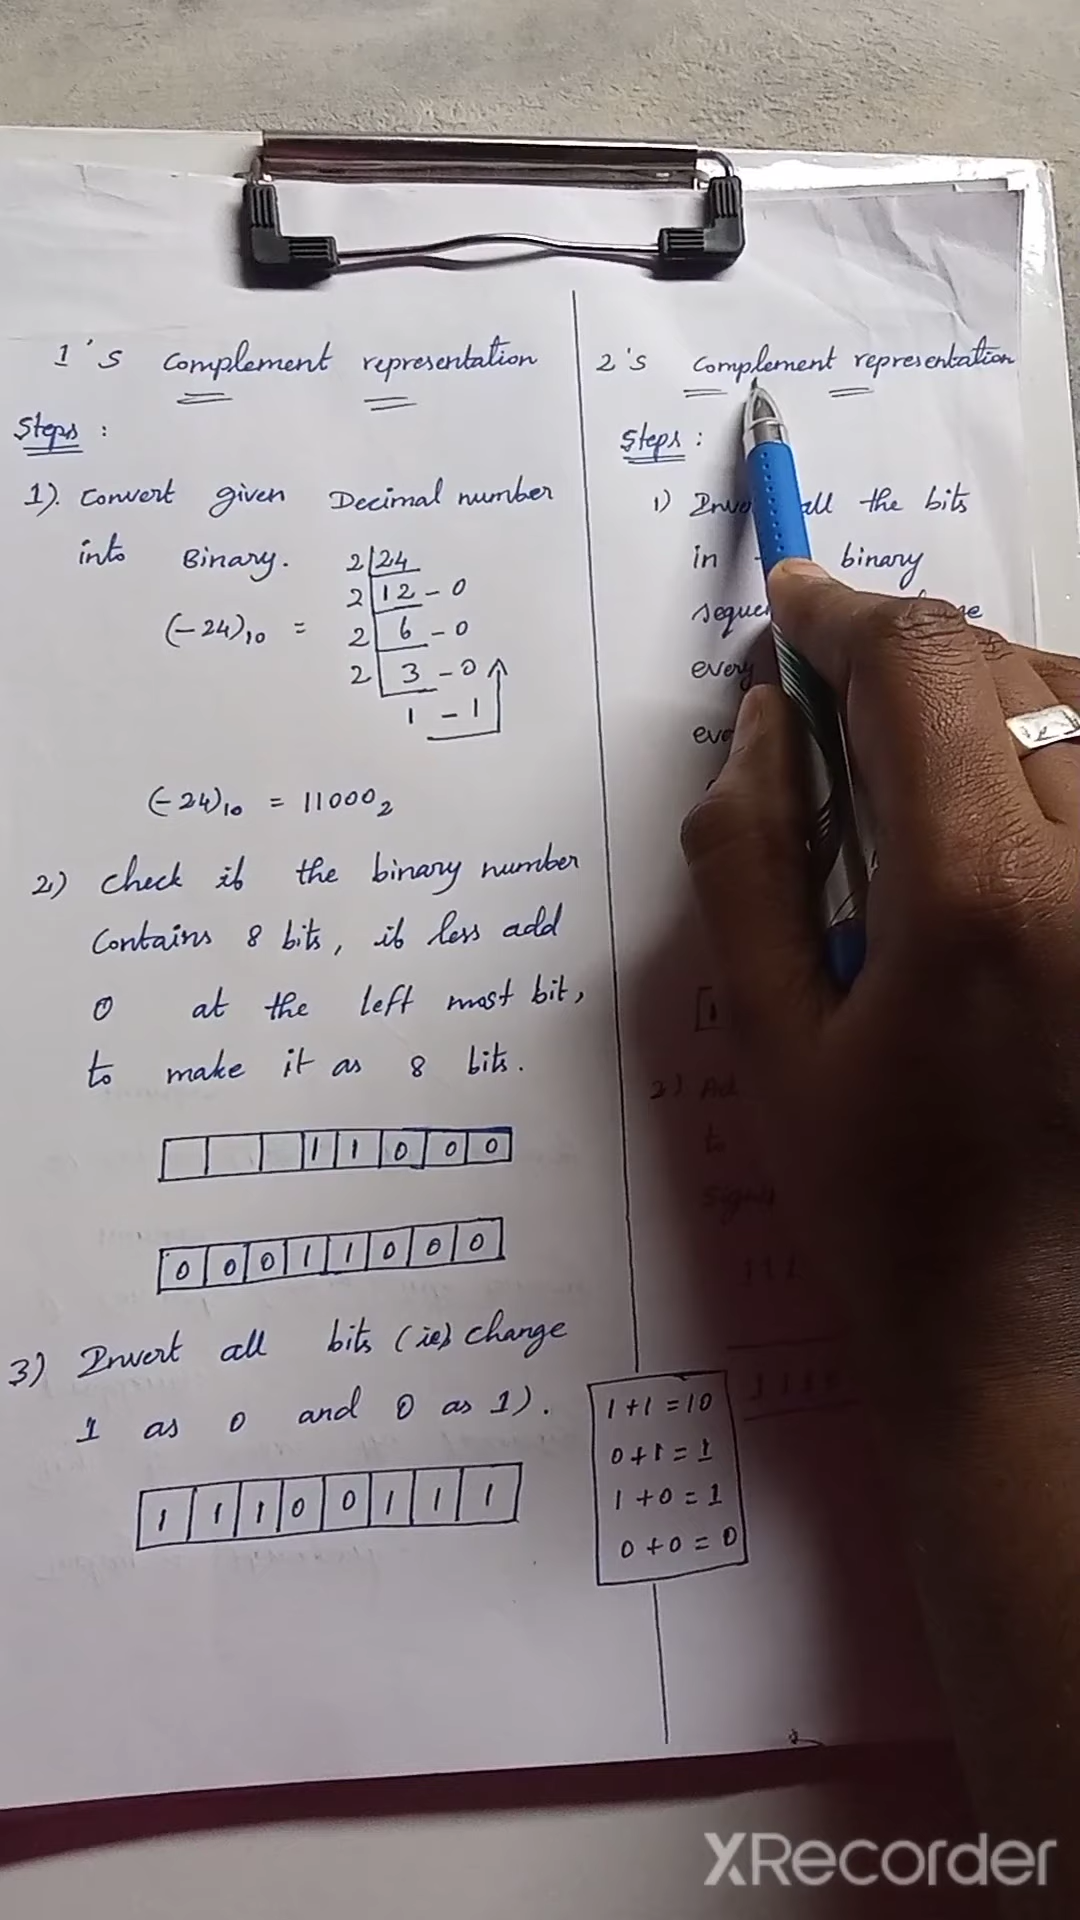 1's complement representation
Steps :
1). Convert given Decimal number
into Binary.
2 24
2 12 - 0
(-24)10 = 2 6 - 0
2 3 - 0
1 - 1
(-24)10 = 110002
2) check if the binary number
contains 8 bits, if less add
0 at the left most bit,
to make it as 8 bits.
1 1 0 0 0
0 0 0 1 1 0 0 0
3) Invert all bits (ie) change
1 as 0 and 0 as 1).
1 1 1 0 0 1 1 1
2's complement representation
Steps :
1) all the bits
in binary
every
2)
to
1+1=10
0+1=1
1+0=1
0+0=0
XRecorder